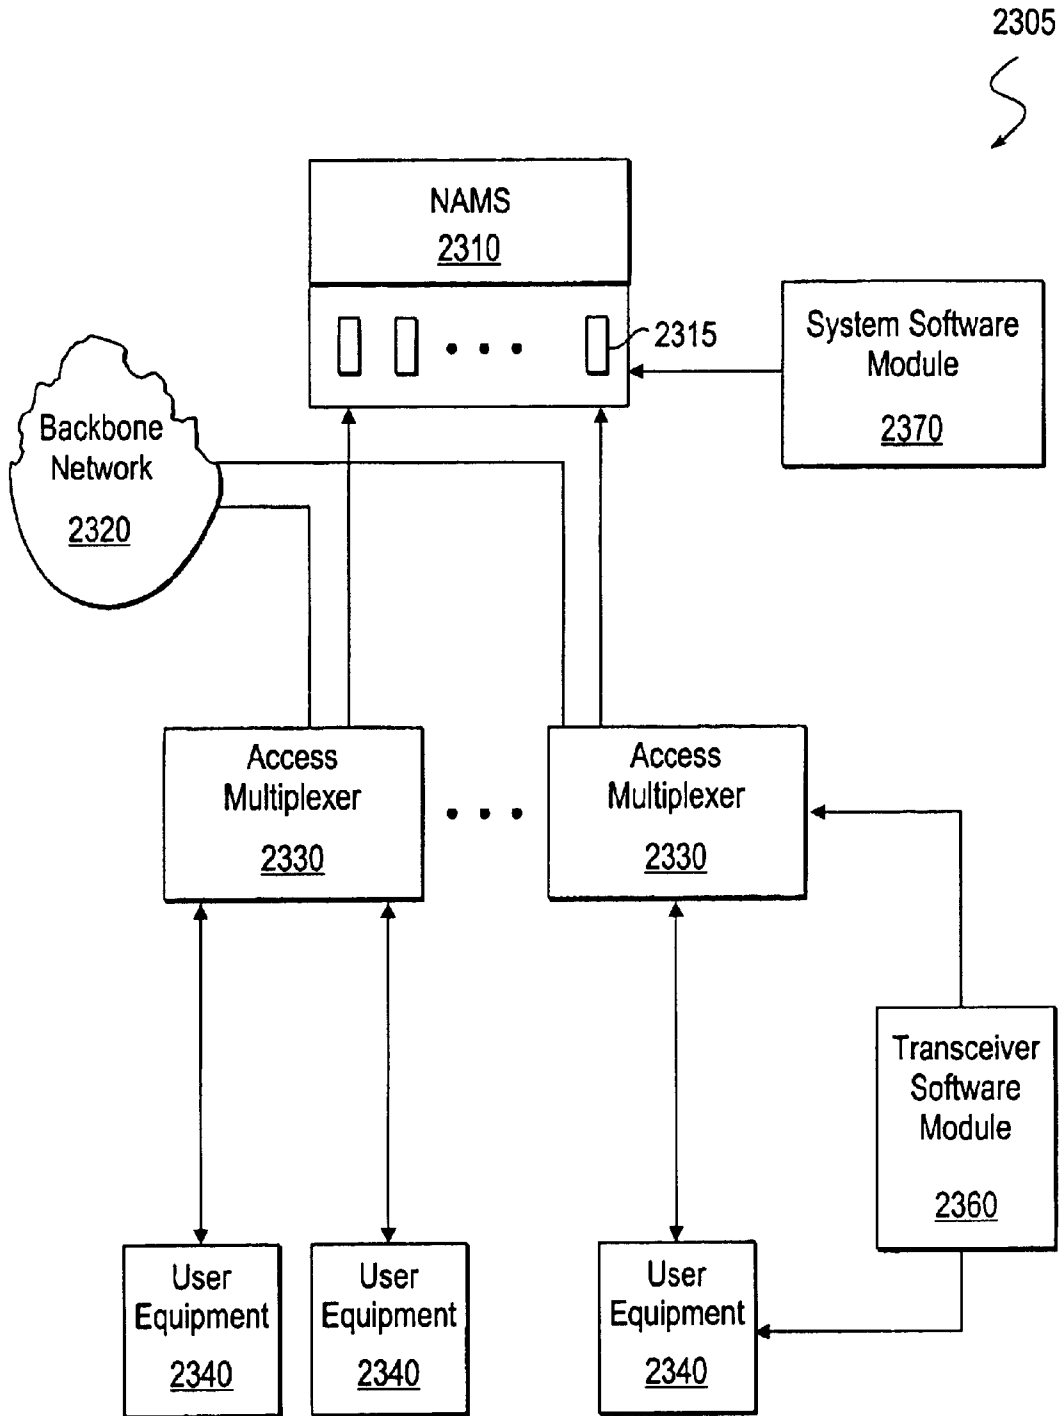 2305
NAMS
2310
2315
System Software
Module
2370
Backbone
Network
2320
Access
Multiplexer
2330
Access
Multiplexer
2330
Transceiver
Software
Module
2360
User
Equipment
2340
User
Equipment
2340
User
Equipment
2340